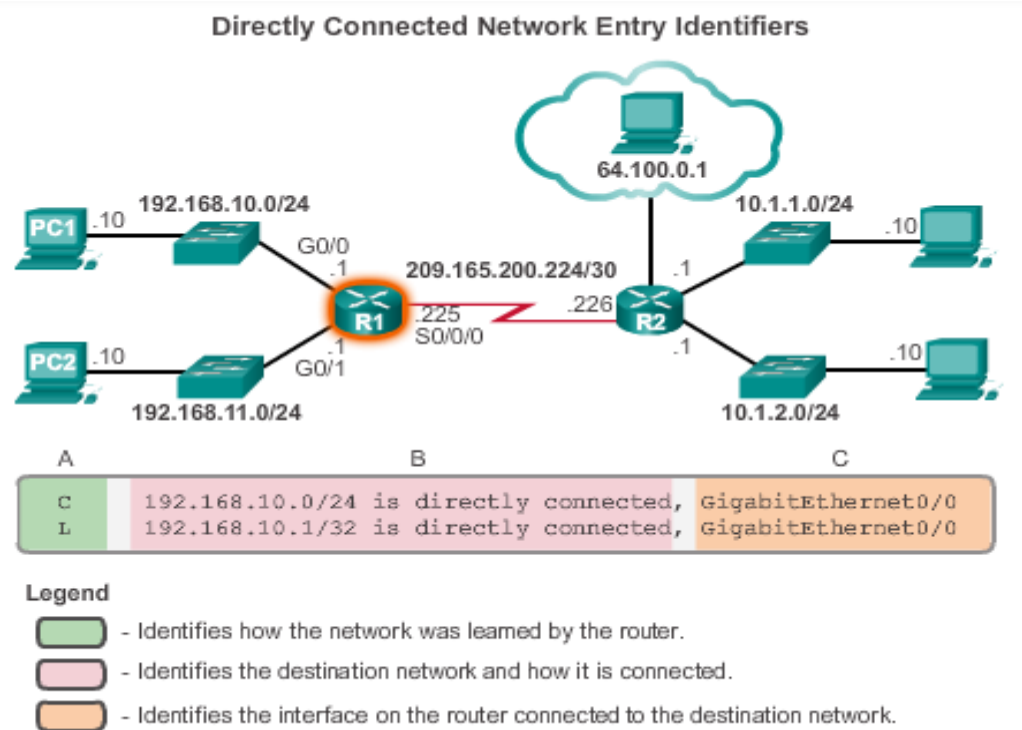 Directly Connected Network Entry Identifiers
64.100.0.1
192.168.10.0/24
10.1.1.0/24
PC1
.10
.10
G0/0
.1
209.165.200.224/30
.1
R1
.225
.226
R2
S0/0/0
PC2
.10
.1
G0/1
.1
.10
192.168.11.0/24
10.1.2.0/24
A
B
C
C 192.168.10.0/24 is directly connected, GigabitEthernet0/0
L 192.168.10.1/32 is directly connected, GigabitEthernet0/0
Legend
- Identifies how the network was learned by the router.
- Identifies the destination network and how it is connected.
- Identifies the interface on the router connected to the destination network.